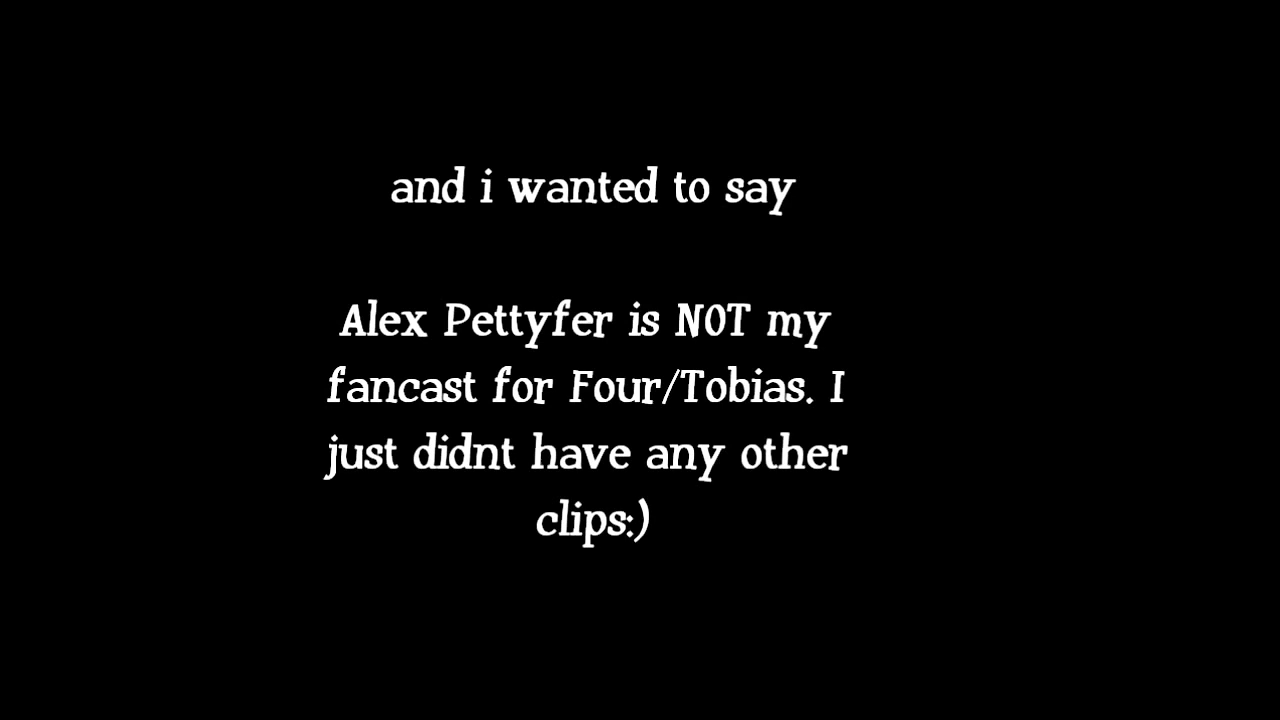 and i wanted to say
Alex Pettyfer is NOT my
fancast for Four/Tobias. I
just didnt have any other
clips:)